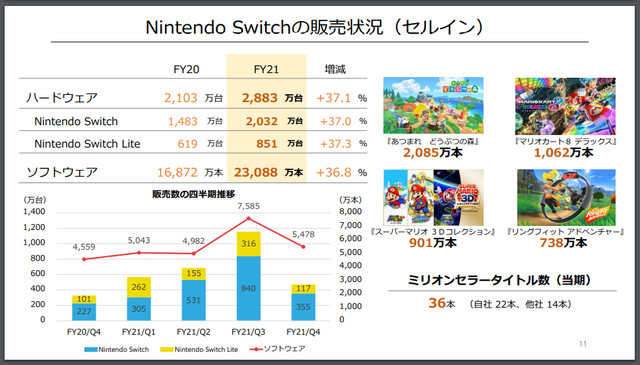 Nintendo Switchの販売状況(セルイン)
FY20 FY21 増減
ハードウェア 2,103 万台 2,883 万台 +37.1 %
Nintendo Switch 1,483 万台 2,032 万台 +37.0 %
Nintendo Switch Lite 619 万台 851 万台 +37.3 %
ソフトウェア 16,872 万本 23,088 万本 +36.8 %
販売数の四半期推移
(万台) (万本)
1,400
1,200
1,000
800
600
400
200
0
8,000
7,000
6,000
5,000
4,000
3,000
2,000
1,000
0
4,559 5,043 4,982 7,585 5,478
101 262 155 316 117
227 305 531 840 355
FY20/Q4 FY21/Q1 FY21/Q2 FY21/Q3 FY21/Q4
Nintendo Switch Nintendo Switch Lite ソフトウェア
どうぶつの森
『あつまれ どうぶつの森』
2,085万本
MARIOKART 8
『マリオカート8 デラックス』
1,062万本
SUPER MARIO 3D COLLECTION
『スーパーマリオ 3Dコレクション』
901万本
『リングフィット アドベンチャー』
738万本
ミリオンセラータイトル数(当期)
36本 (自社 22本、他社 14本)
11